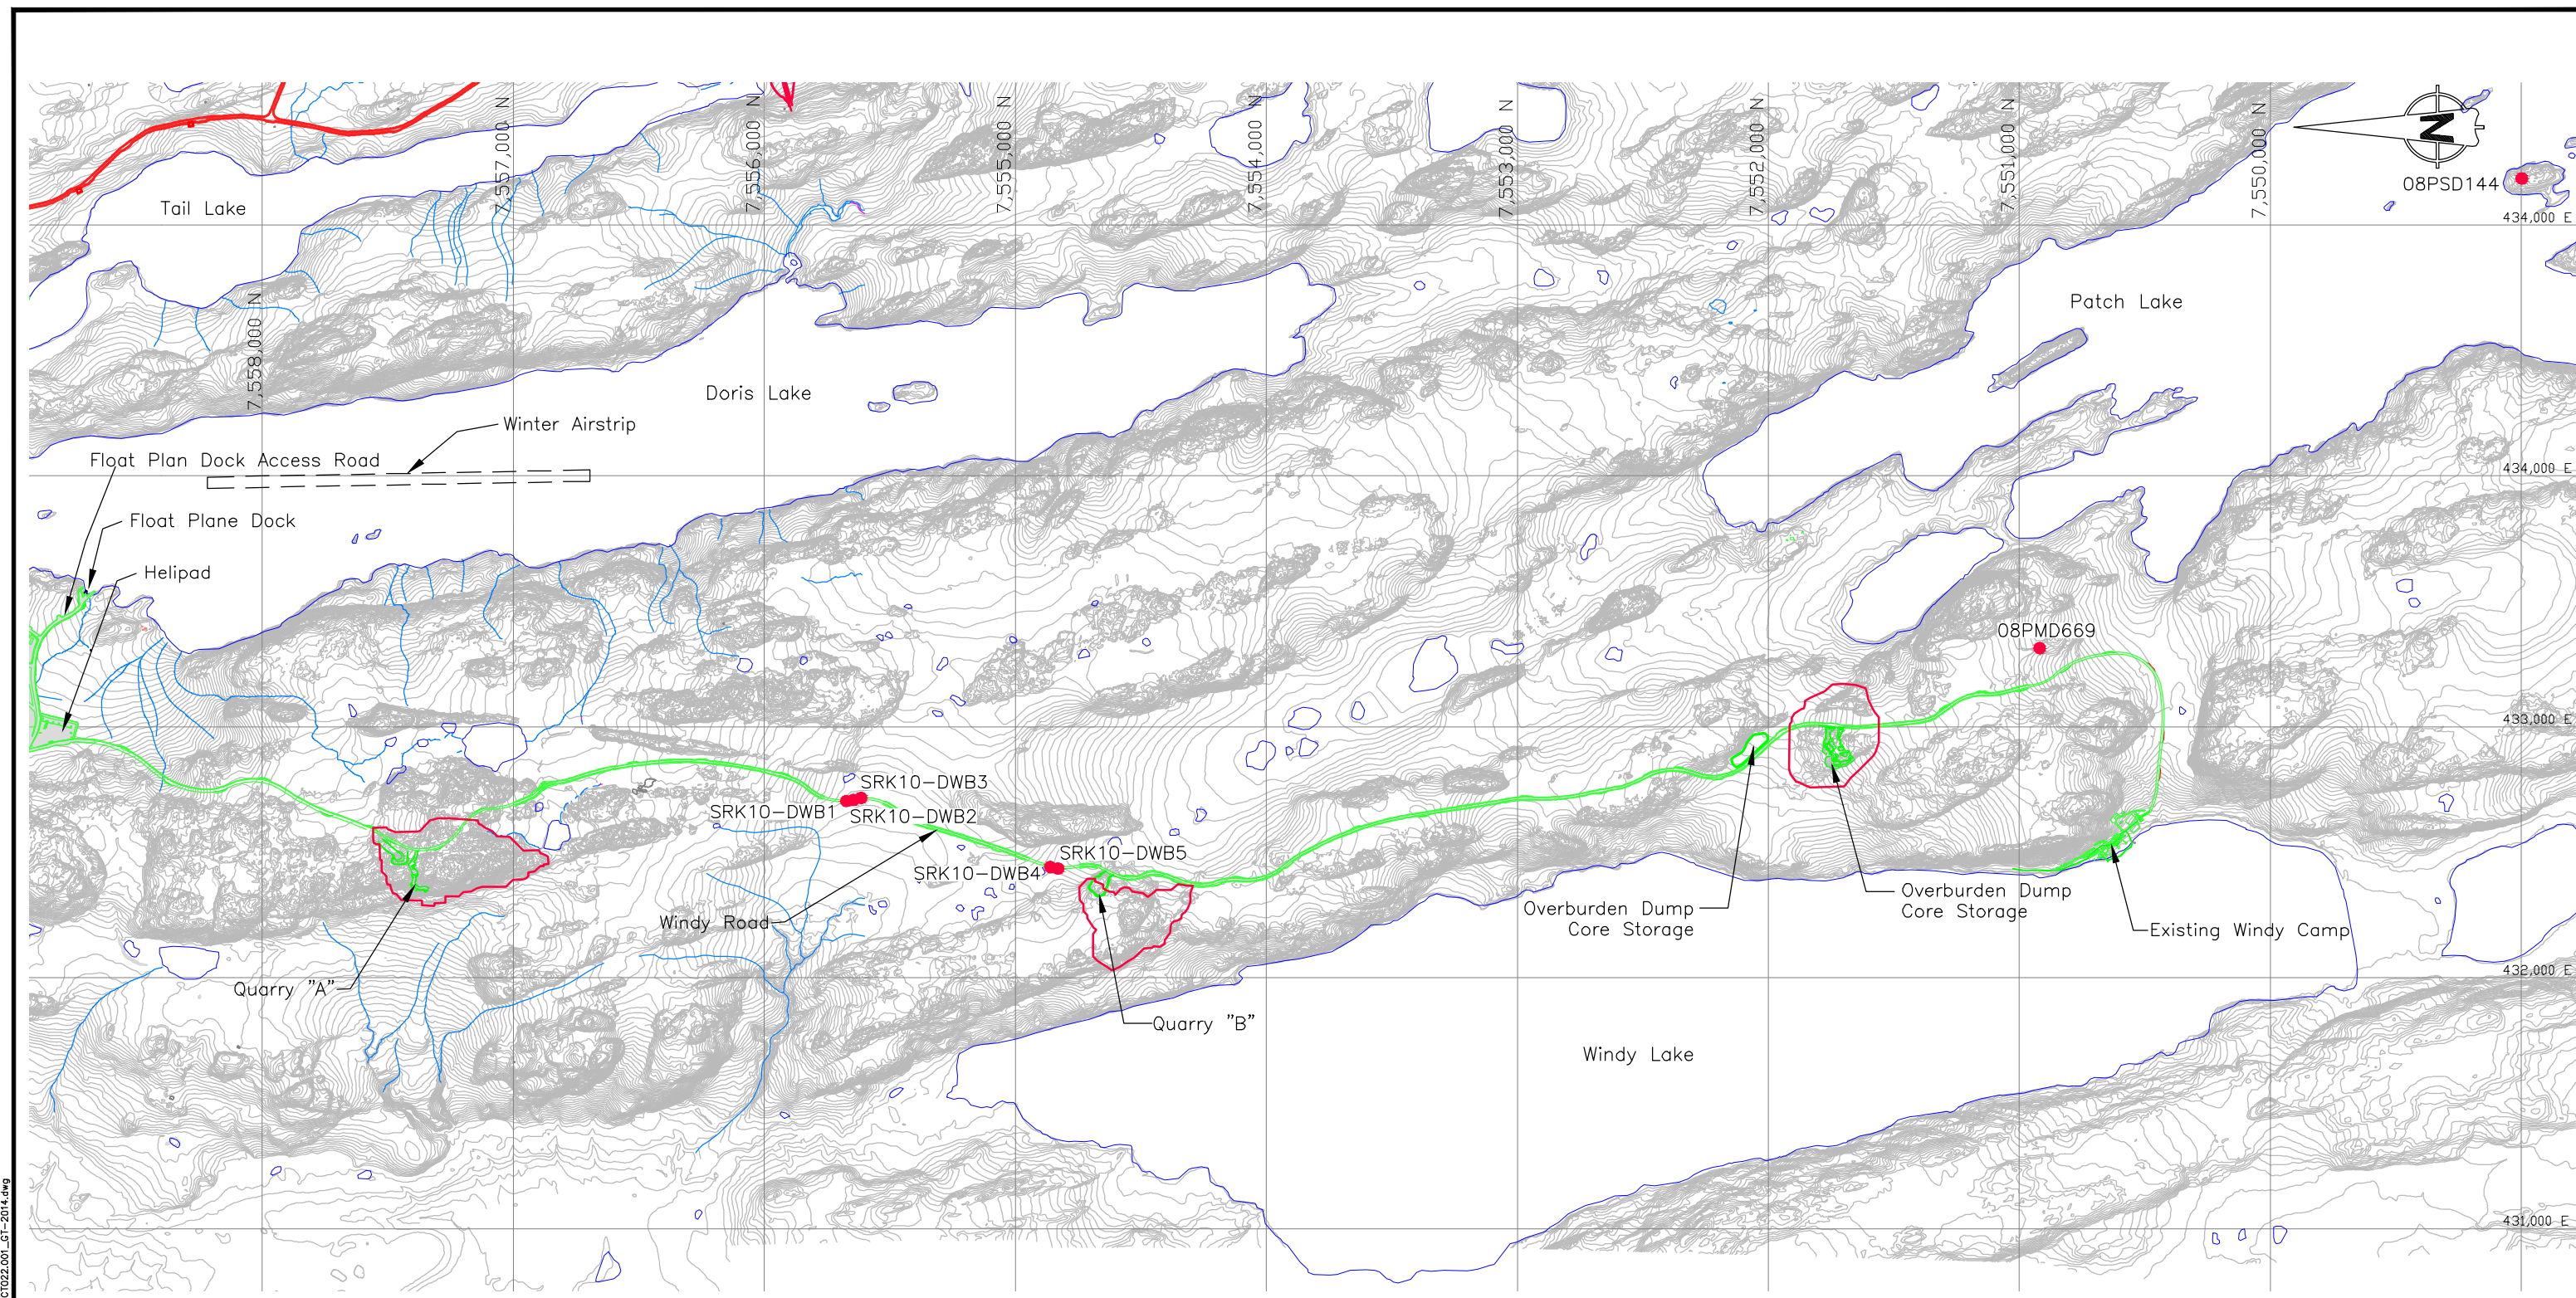 7,558,000 N
7,557,000 N
7,556,000 N
7,555,000 N
7,554,000 N
7,553,000 N
7,552,000 N
7,551,000 N
7,550,000 N
N
08PSD144
434,000 E
Tail Lake
Patch Lake
Doris Lake
Winter Airstrip
Float Plan Dock Access Road
434,000 E
Float Plane Dock
Helipad
08PMD669
433,000 E
SRK10-DWB3
SRK10-DWB1
SRK10-DWB2
SRK10-DWB5
SRK10-DWB4
Windy Road
Overburden Dump
Core Storage
Overburden Dump
Core Storage
Existing Windy Camp
432,000 E
Quarry "A"
Quarry "B"
Windy Lake
431,000 E
CT022.001_GT-2014.dwg